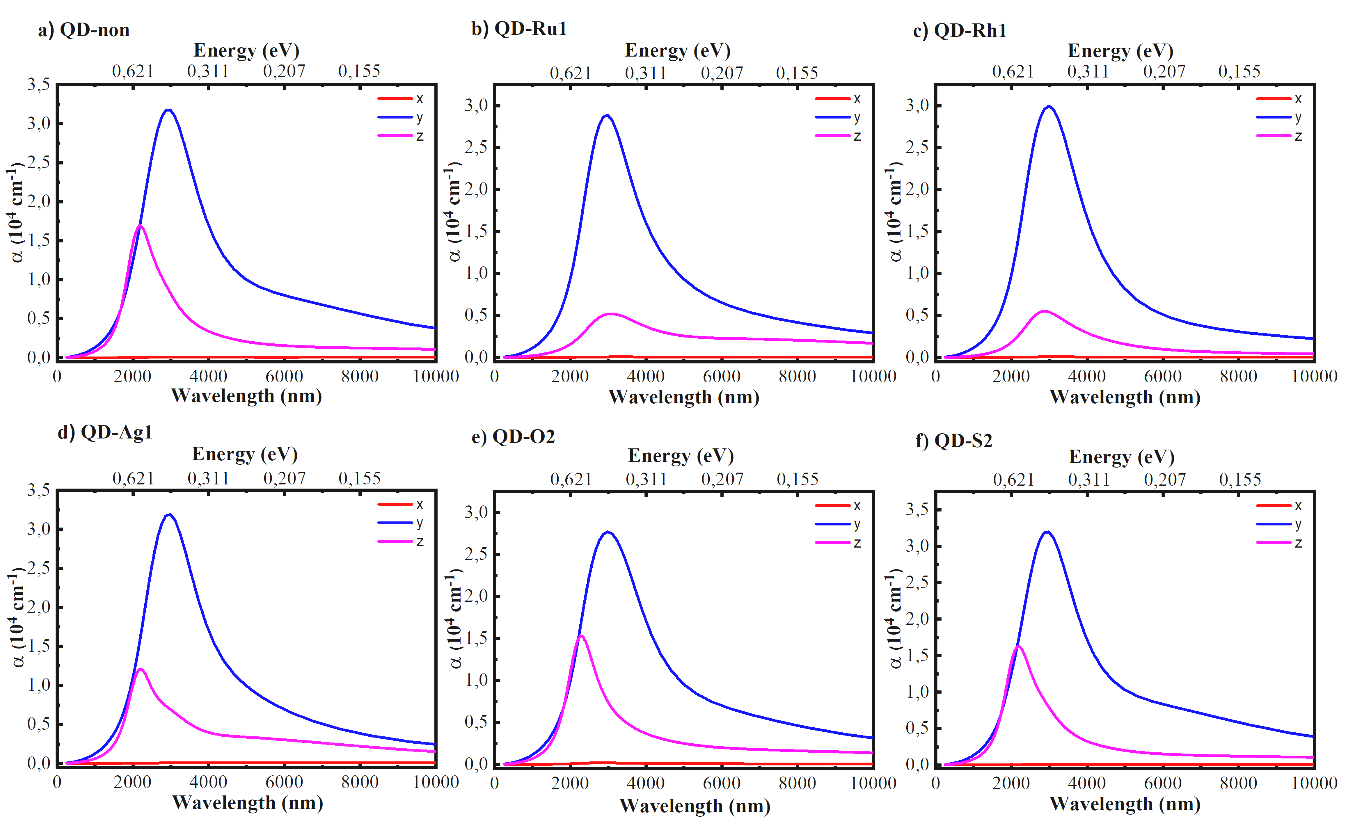 a) QD-non
Energy (eV)
0,621 0,311 0,207 0,155
3,5
3,0
2,5
2,0
1,5
1,0
0,5
0,0
α (10⁴ cm⁻¹)
x
y
z
0 2000 4000 6000 8000 10000
Wavelength (nm)
b) QD-Ru1
Energy (eV)
0,621 0,311 0,207 0,155
3,0
2,5
2,0
1,5
1,0
0,5
0,0
α (10⁴ cm⁻¹)
x
y
z
0 2000 4000 6000 8000 10000
Wavelength (nm)
c) QD-Rh1
Energy (eV)
0,621 0,311 0,207 0,155
3,0
2,5
2,0
1,5
1,0
0,5
0,0
α (10⁴ cm⁻¹)
x
y
z
0 2000 4000 6000 8000 10000
Wavelength (nm)
d) QD-Ag1
Energy (eV)
0,621 0,311 0,207 0,155
3,5
3,0
2,5
2,0
1,5
1,0
0,5
0,0
α (10⁴ cm⁻¹)
x
y
z
0 2000 4000 6000 8000 10000
Wavelength (nm)
e) QD-O2
Energy (eV)
0,621 0,311 0,207 0,155
3,0
2,5
2,0
1,5
1,0
0,5
0,0
α (10⁴ cm⁻¹)
x
y
z
0 2000 4000 6000 8000 10000
Wavelength (nm)
f) QD-S2
Energy (eV)
0,621 0,311 0,207 0,155
3,5
3,0
2,5
2,0
1,5
1,0
0,5
0,0
α (10⁴ cm⁻¹)
x
y
z
0 2000 4000 6000 8000 10000
Wavelength (nm)